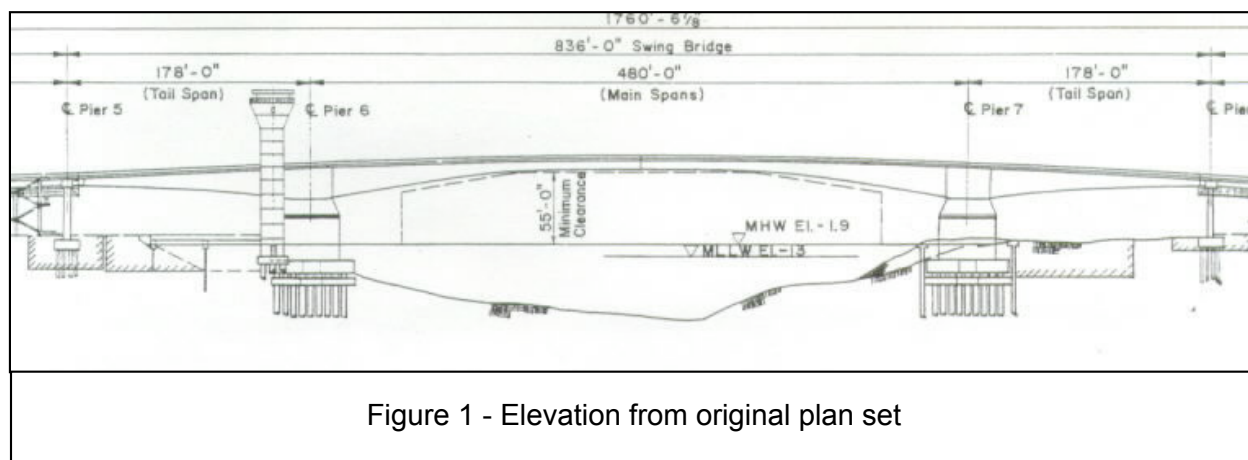 1760'-6⅛"
836'-0" Swing Bridge
178'-0" 480'-0" 178'-0"
(Tail Span) (Main Spans) (Tail Span)
℄ Pier 5 ℄ Pier 6 ℄ Pier 7 ℄ Pier
55'-0"
Minimum
Clearance
MHW El.-1.9
MLLW El-13
Figure 1 - Elevation from original plan set